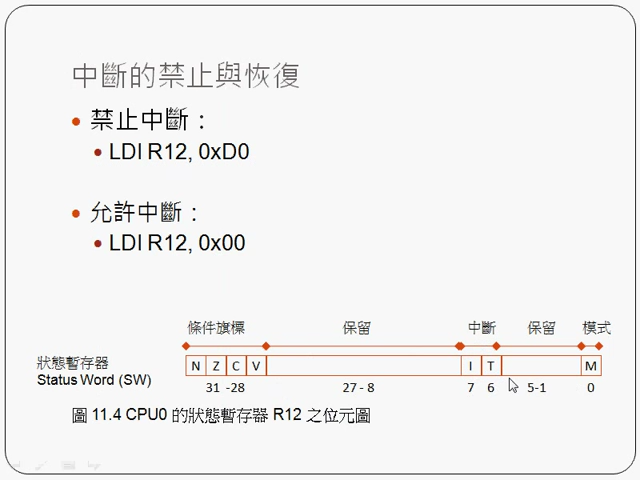 中斷的禁止與恢復
禁止中斷：
LDI R12, 0xD0
允許中斷：
LDI R12, 0x00
條件旗標 保留 中斷 保留 模式
狀態暫存器
Status Word (SW)
N Z C V I T M
31 -28 27 - 8 7 6 5-1 0
圖 11.4 CPU0 的狀態暫存器 R12 之位元圖